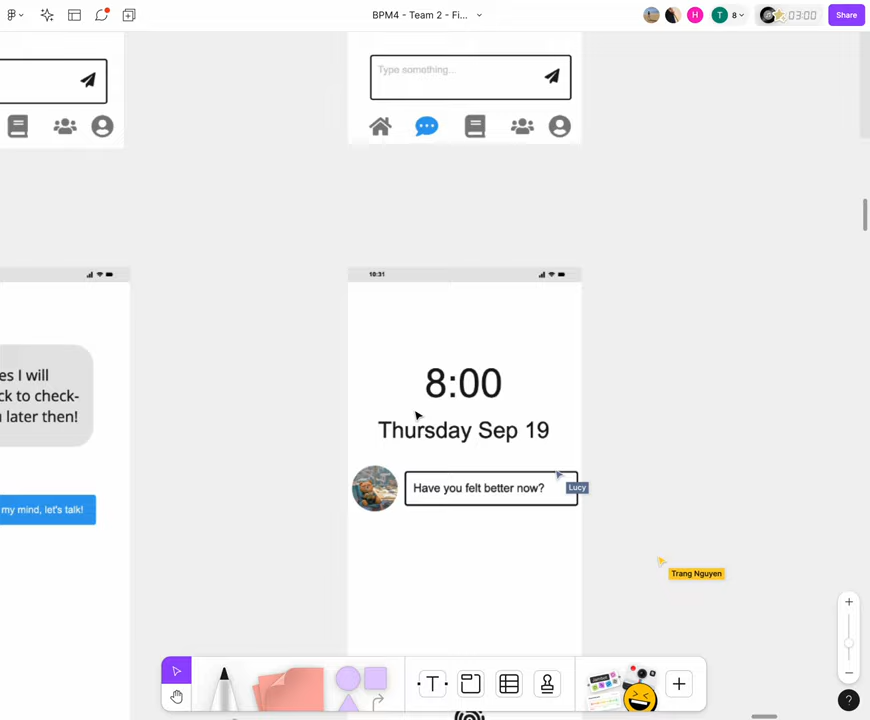 BPM4 - Team 2 - Fi...
H
T
8
03:00
Share
Type something...
10:31
es I will
ck to check-
u later then!
my mind, let's talk!
8:00
Thursday Sep 19
Have you felt better now?
Lucy
Trang Nguyen
T
?